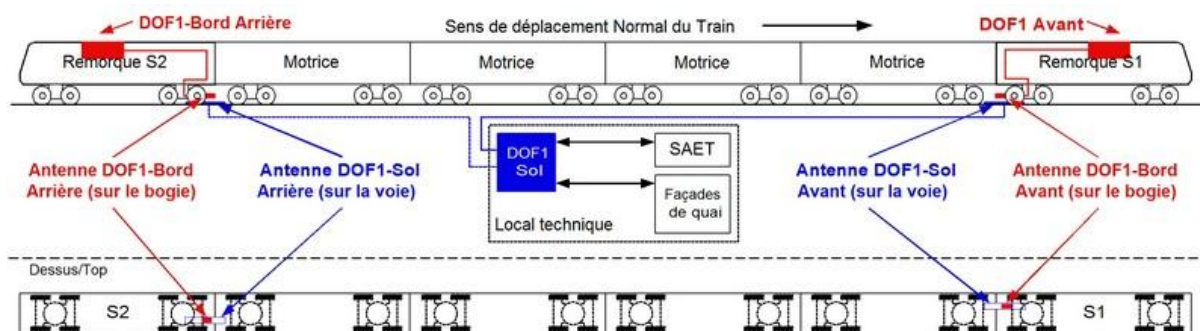 DOF1-Bord Arrière
Sens de déplacement Normal du Train
DOF1 Avant
Remorque S2
Motrice
Motrice
Motrice
Motrice
Remorque S1
Antenne DOF1-Bord
Arrière (sur le bogie)
Antenne DOF1-Sol
Arrière (sur la voie)
DOF1
Sol
SAET
Façades
de quai
Local technique
Antenne DOF1-Sol
Avant (sur la voie)
Antenne DOF1-Bord
Avant (sur le bogie)
Dessus/Top
S2
S1